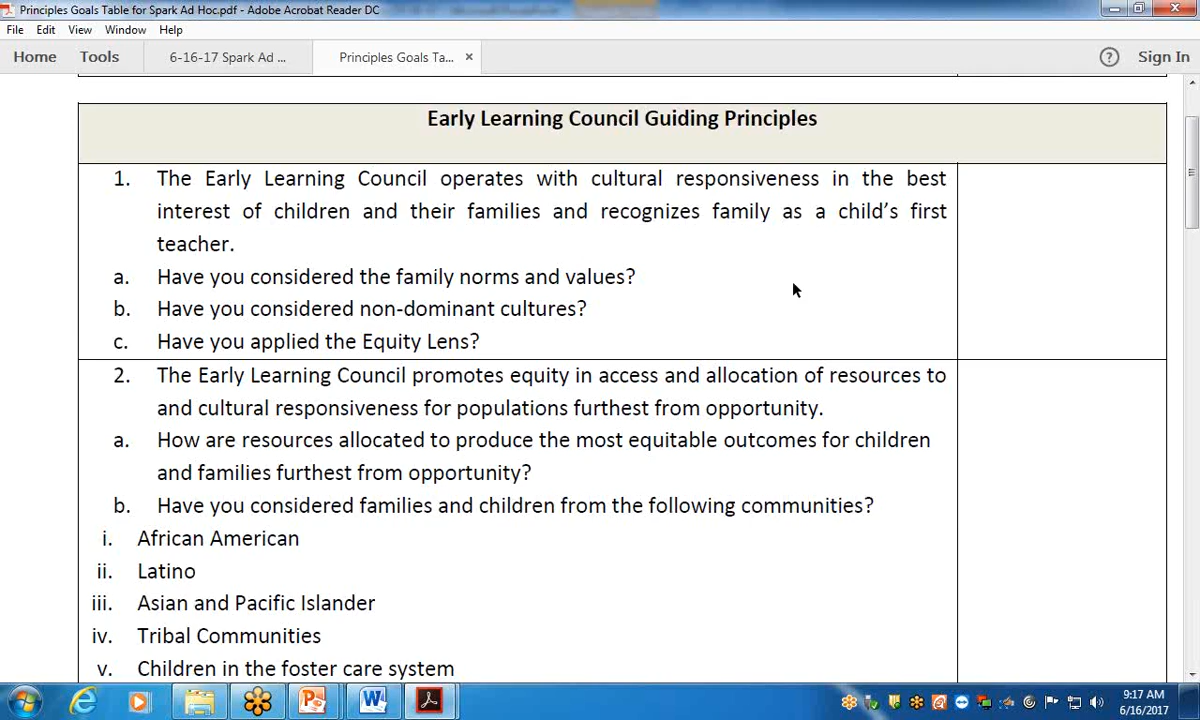 Principles Goals Table for Spark Ad Hoc.pdf - Adobe Acrobat Reader DC
File Edit View Window Help
Home Tools 6-16-17 Spark Ad ... Principles Goals Ta... × ? Sign In
Early Learning Council Guiding Principles
1. The Early Learning Council operates with cultural responsiveness in the best
interest of children and their families and recognizes family as a child’s first
teacher.
a. Have you considered the family norms and values?
b. Have you considered non-dominant cultures?
c. Have you applied the Equity Lens?
2. The Early Learning Council promotes equity in access and allocation of resources to
and cultural responsiveness for populations furthest from opportunity.
a. How are resources allocated to produce the most equitable outcomes for children
and families furthest from opportunity?
b. Have you considered families and children from the following communities?
i. African American
ii. Latino
iii. Asian and Pacific Islander
iv. Tribal Communities
v. Children in the foster care system
9:17 AM
6/16/2017